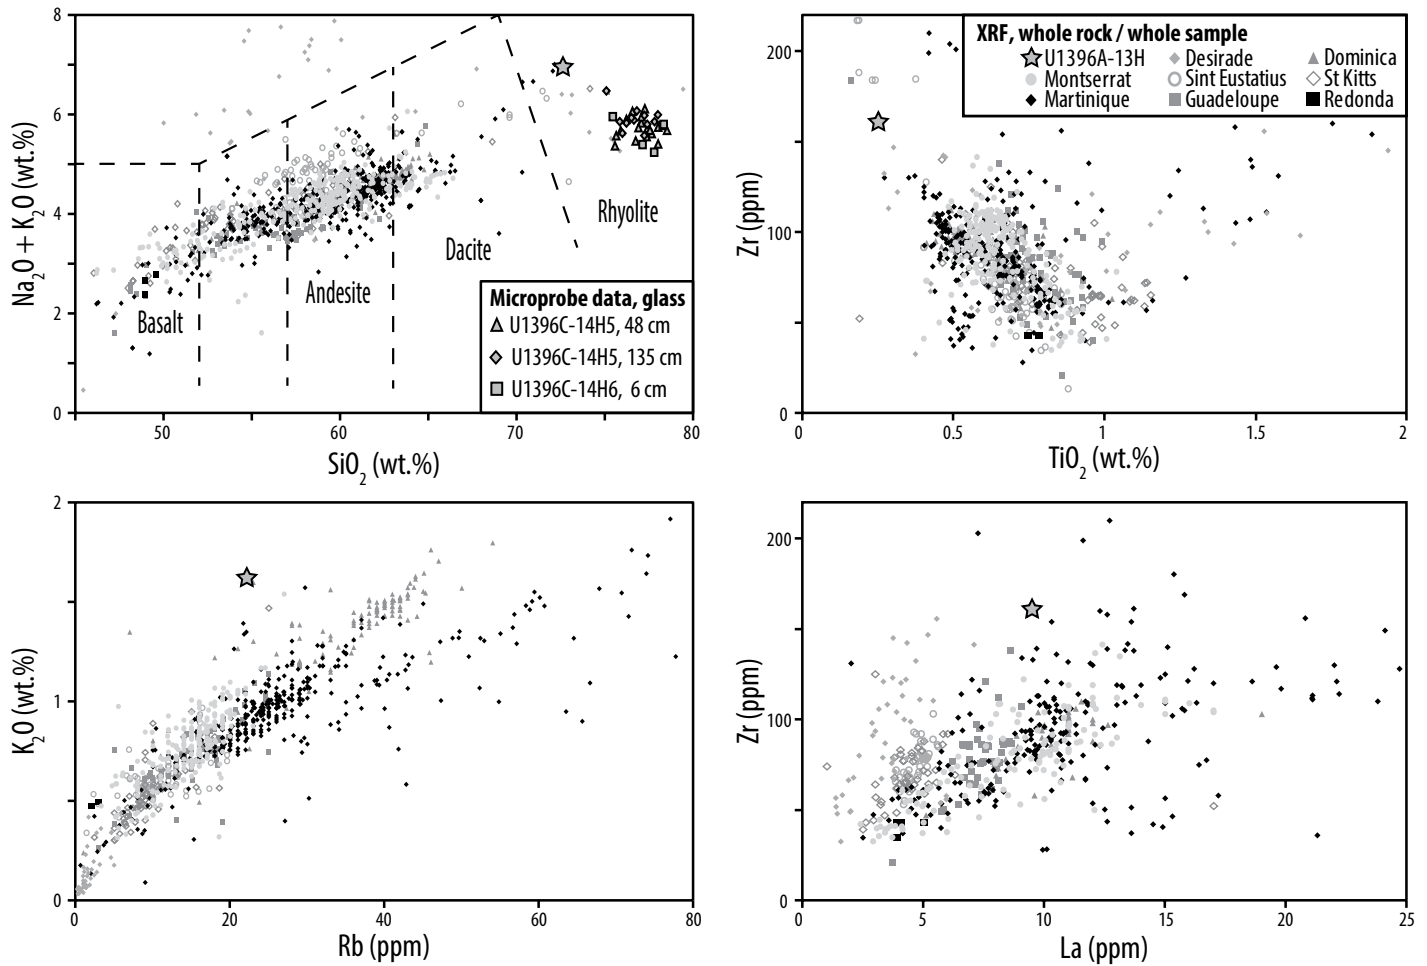 8
6
4
2
0
50
60
70
80
Na₂O + K₂O (wt.%)
SiO₂ (wt.%)
Basalt
Andesite
Dacite
Rhyolite
Microprobe data, glass
U1396C-14H5, 48 cm
U1396C-14H5, 135 cm
U1396C-14H6, 6 cm
200
100
0
0
0.5
1
1.5
2
Zr (ppm)
TiO₂ (wt.%)
XRF, whole rock / whole sample
U1396A-13H Desirade Dominica
Montserrat Sint Eustatius St Kitts
Martinique Guadeloupe Redonda
2
1
0
0
20
40
60
80
K₂O (wt.%)
Rb (ppm)
200
100
0
0
5
10
15
20
25
Zr (ppm)
La (ppm)